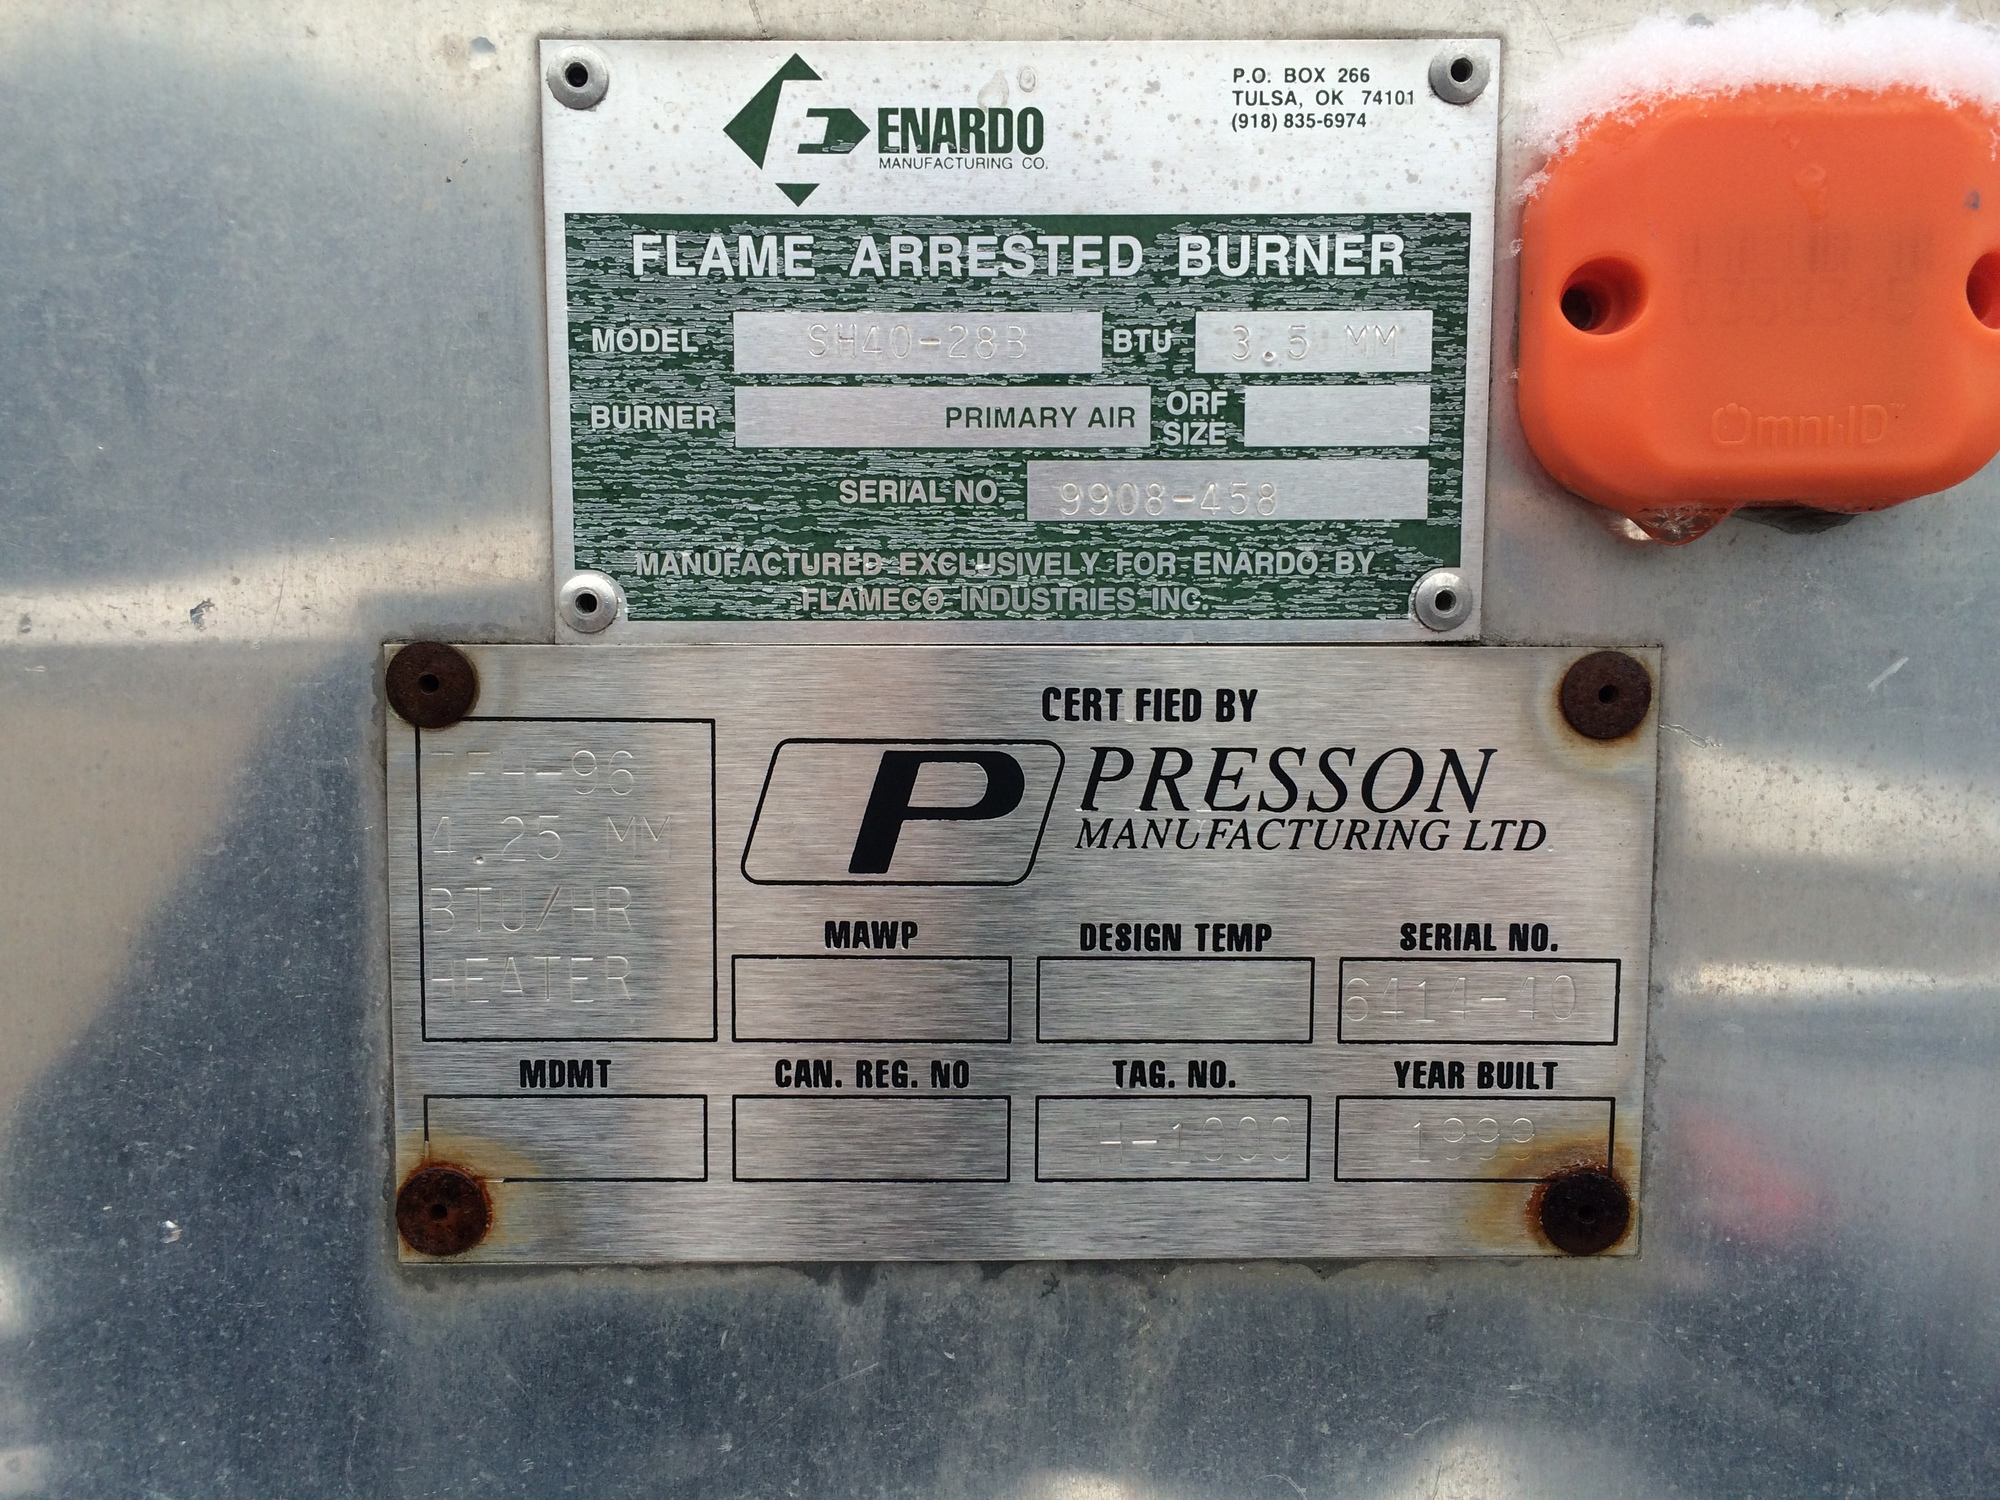 ENARDO
MANUFACTURING CO.
P.O. BOX 266
TULSA, OK 74101
(918) 835-6974
FLAME ARRESTED BURNER
MODEL SH40-28B BTU 3.5 MM
BURNER PRIMARY AIR ORF SIZE
SERIAL NO. 9908-458
MANUFACTURED EXCLUSIVELY FOR ENARDO BY
FLAMECO INDUSTRIES INC.
OmniID™
CERTIFIED BY
P PRESSON
MANUFACTURING LTD.
4.25 MM
BTU/HR
HEATER
MAWP DESIGN TEMP SERIAL NO.
6414-40
MDMT CAN. REG. NO TAG. NO. YEAR BUILT
H-1000 1999